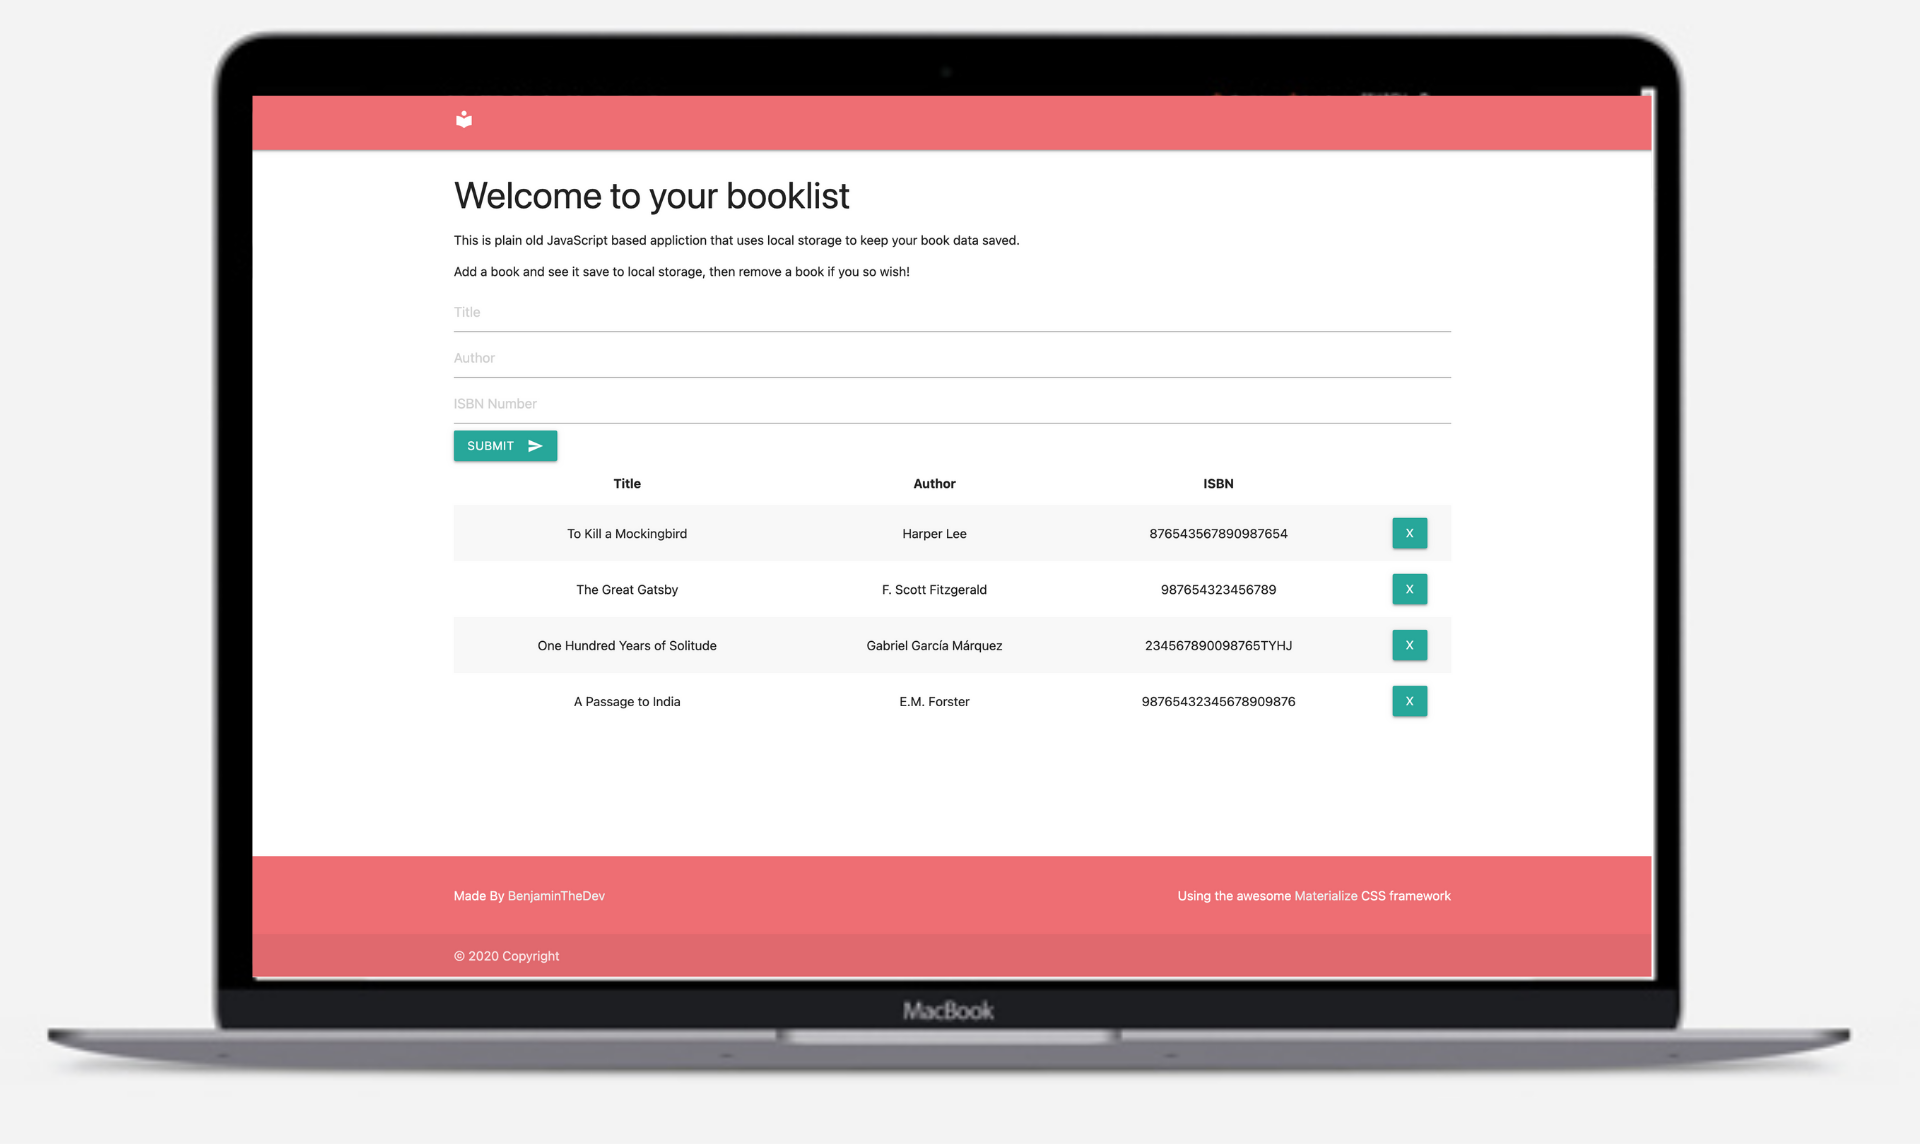 Welcome to your booklist
This is plain old JavaScript based appliction that uses local storage to keep your book data saved.
Add a book and see it save to local storage, then remove a book if you so wish!
Title
Author
ISBN Number
SUBMIT
Title Author ISBN
To Kill a Mockingbird Harper Lee 876543567890987654 X
The Great Gatsby F. Scott Fitzgerald 987654323456789 X
One Hundred Years of Solitude Gabriel García Márquez 234567890098765TYHJ X
A Passage to India E.M. Forster 98765432345678909876 X
Made By BenjaminTheDev Using the awesome Materialize CSS framework
© 2020 Copyright
MacBook